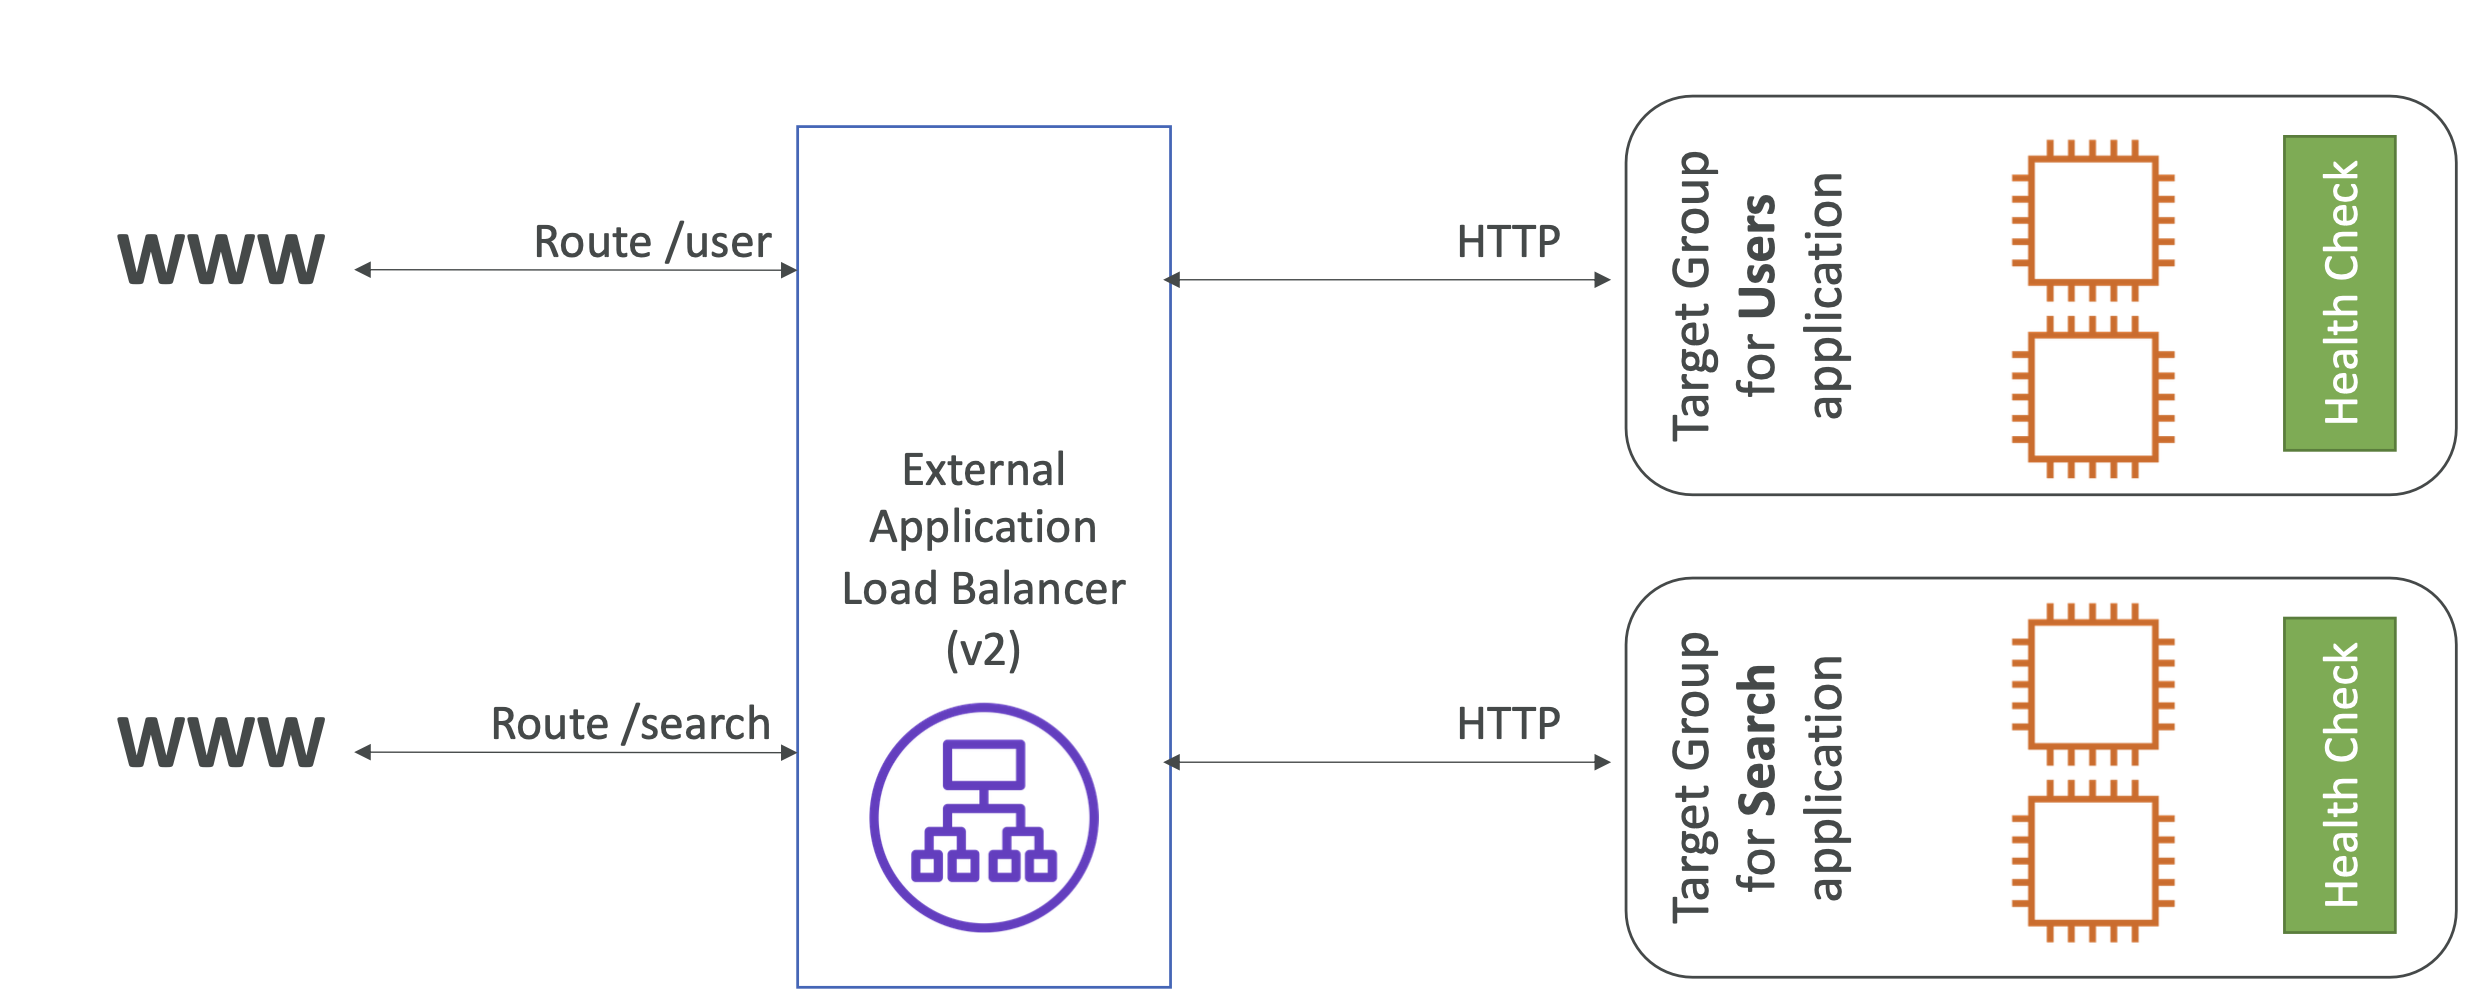 WWW
Route /user
HTTP
Target Group
for Users
application
Health Check
External
Application
Load Balancer
(v2)
WWW
Route /search
HTTP
Target Group
for Search
application
Health Check